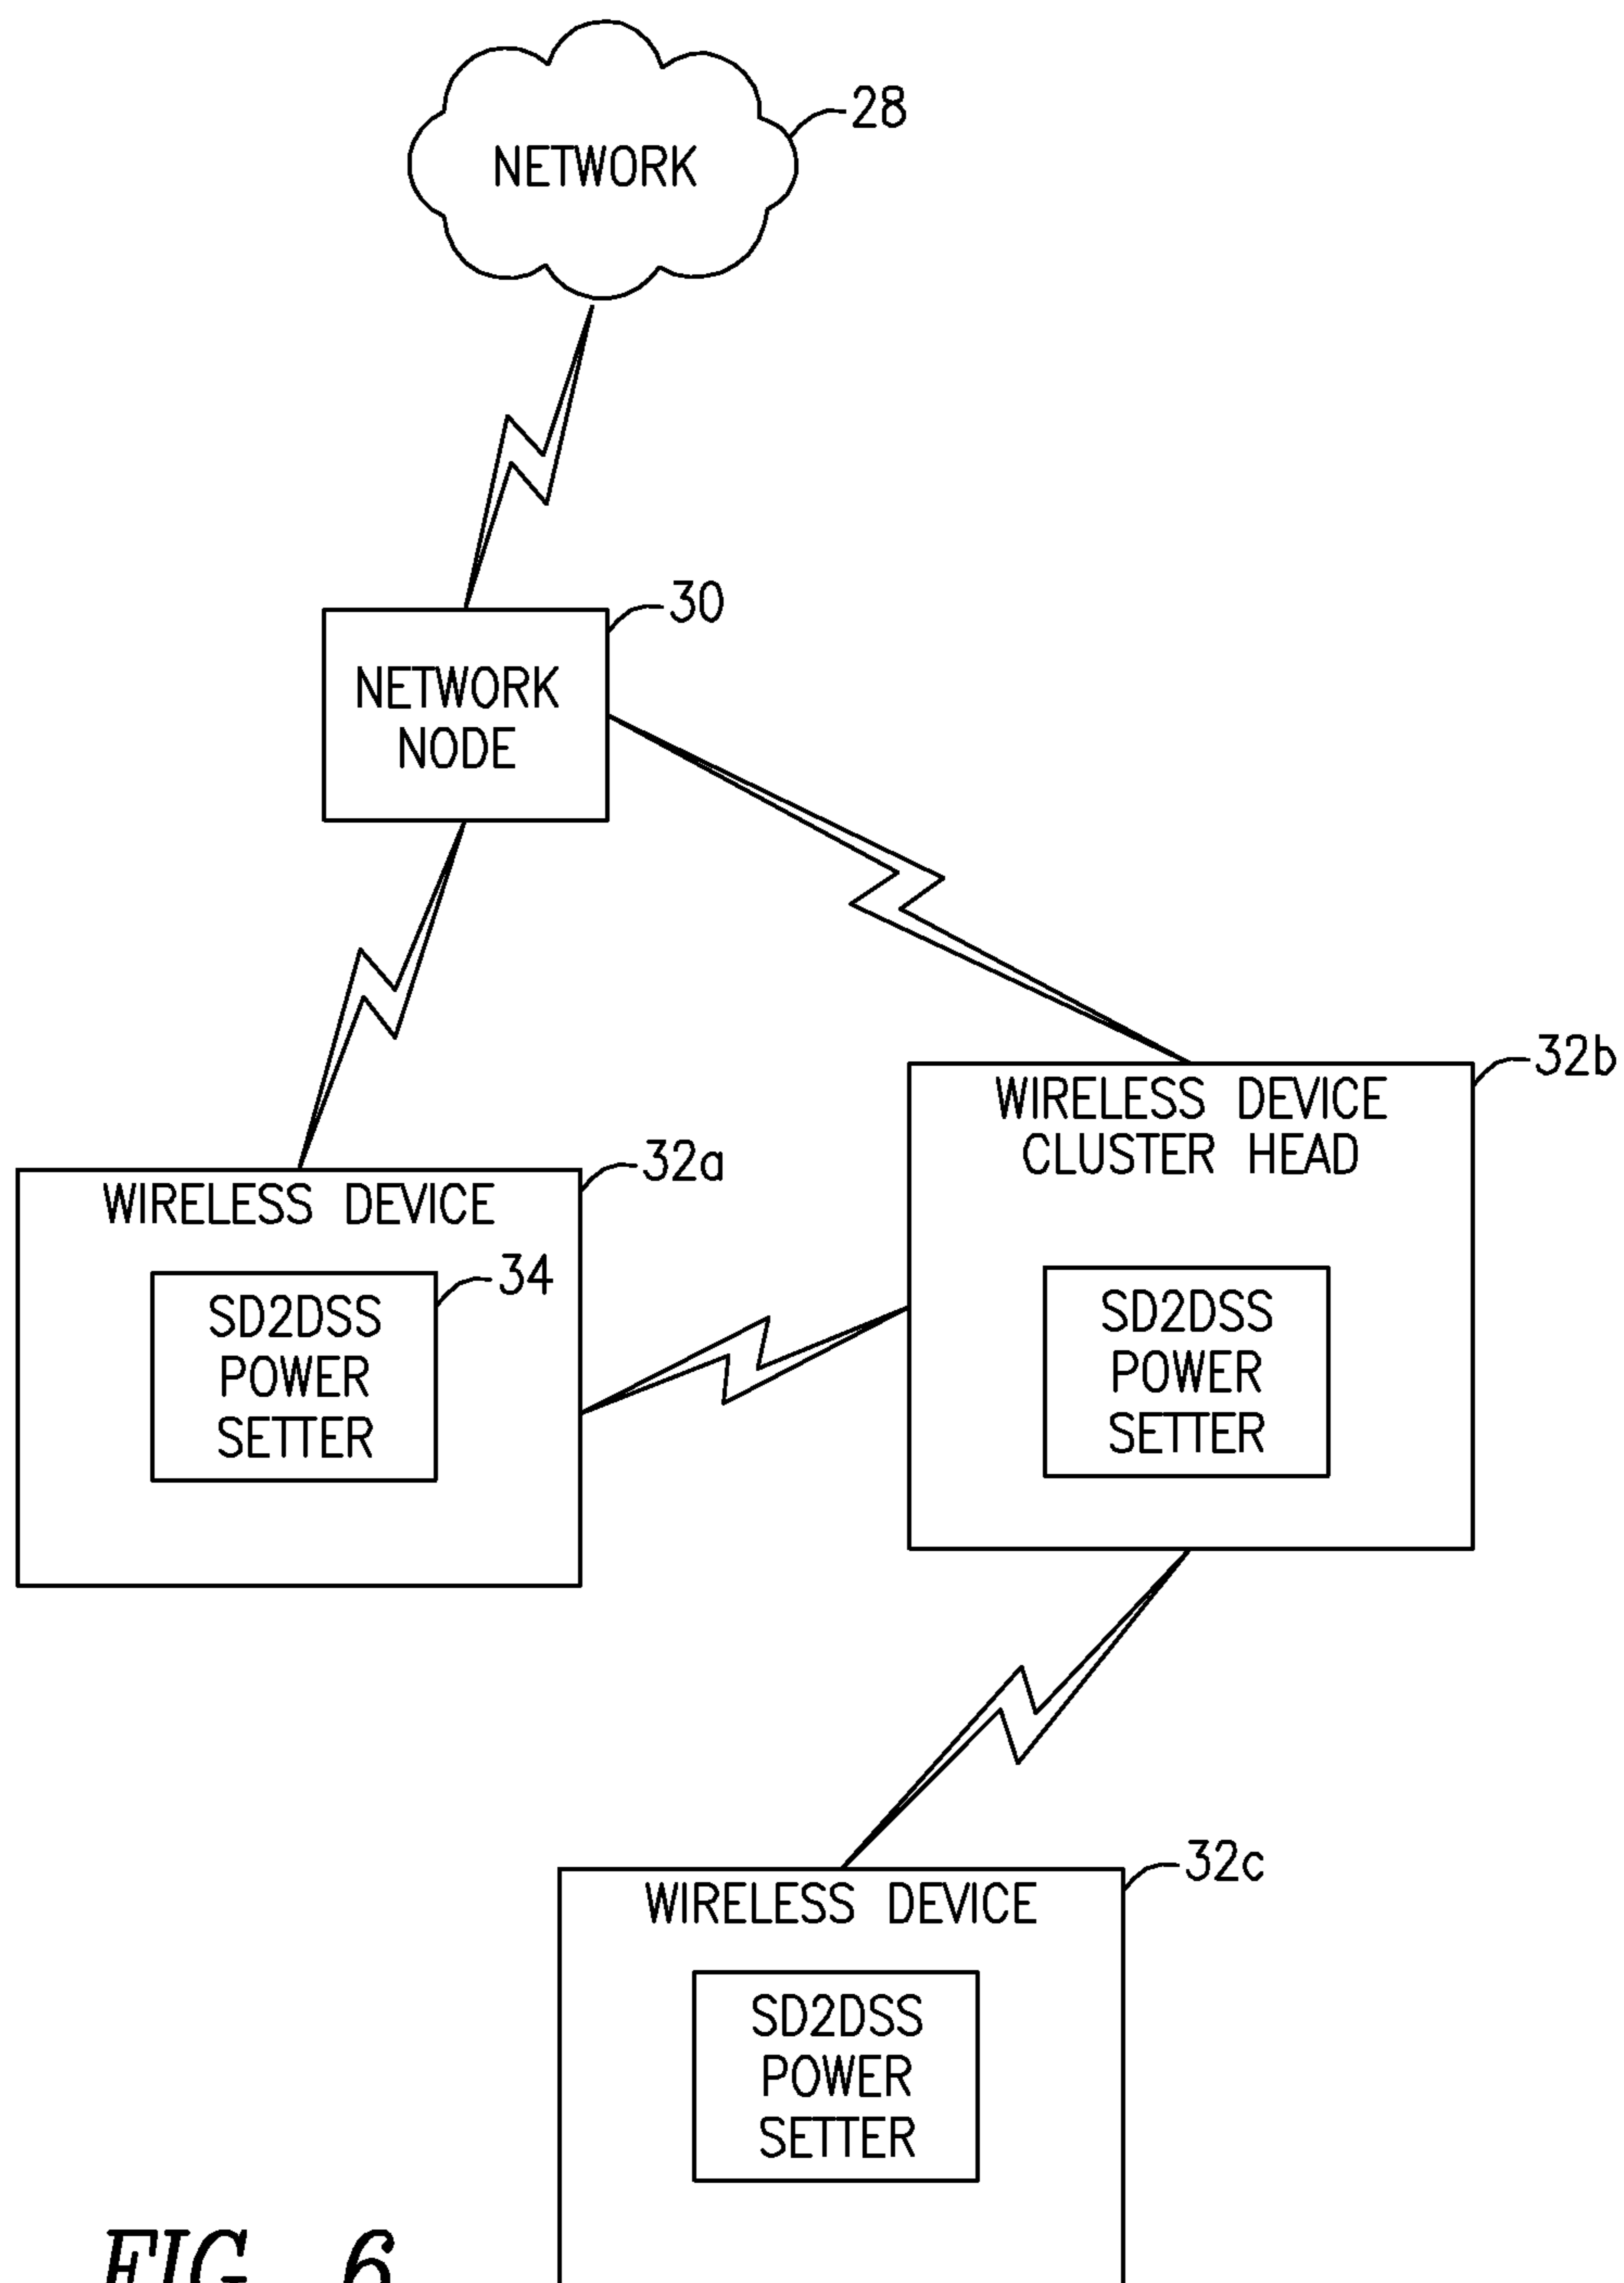 NETWORK
28
NETWORK
NODE
30
WIRELESS DEVICE
CLUSTER HEAD
32b
WIRELESS DEVICE
32a
SD2DSS
POWER
SETTER
34
SD2DSS
POWER
SETTER
WIRELESS DEVICE
32c
SD2DSS
POWER
SETTER
FIG. 6